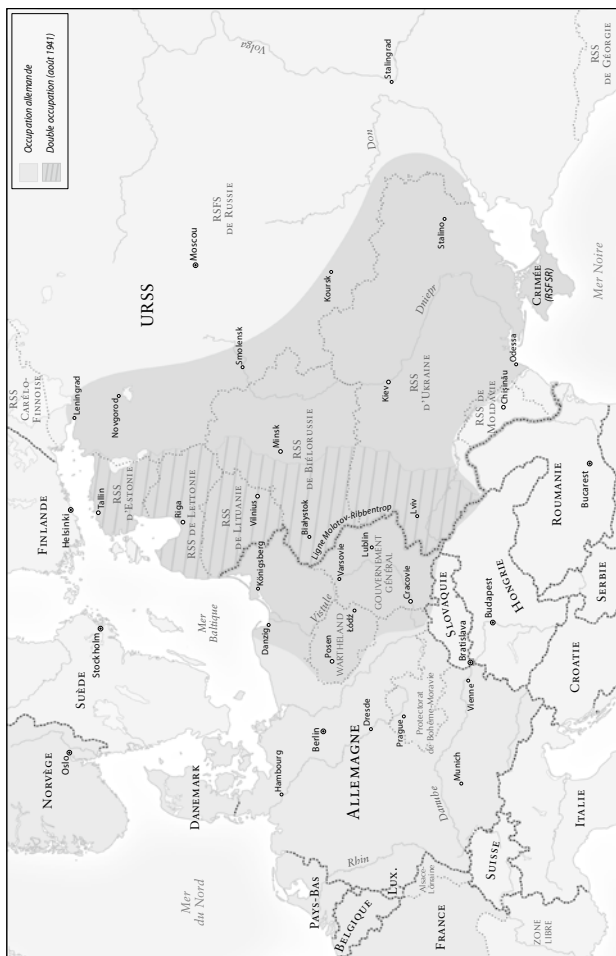 Occupation allemande
Double occupation (août 1941)
NORVÈGE
Oslo
SUÈDE
Stockholm
FINLANDE
Helsinki
RSS
CARÉLO-
FINNOISE
Leningrad
Novgorod
Tallin
RSS
D'ESTONIE
Riga
RSS DE LETTONIE
RSS
DE LITUANIE
Vilnius
URSS
RSFS
DE RUSSIE
Moscou
Volga
Smolensk
Mer
du Nord
DANEMARK
Mer
Baltique
Hambourg
Berlin
Danzig
Königsberg
Białystok
Minsk
RSS
DE BIÉLORUSSIE
Ligne Molotov-Ribbentrop
Koursk
Don
Stalingrad
PAYS-BAS
BELGIQUE
LUX.
Rhin
ALLEMAGNE
Dresde
Prague
Protectorat
de Bohême-Moravie
Posen
WARTHELAND
Vistule
Łódź
Varsovie
Lublin
GOUVERNEMENT
GÉNÉRAL
Cracovie
Lviv
Kiev
RSS
D'UKRAINE
Dniepr
Stalino
FRANCE
Alsace-
Lorraine
Danube
Munich
Vienne
Bratislava
SLOVAQUIE
Budapest
HONGRIE
RSS DE
MOLDAVIE
Chişinău
Odessa
CRIMÉE
(RSFSR)
Mer Noire
RSS
DE GÉORGIE
SUISSE
ZONE
LIBRE
ITALIE
CROATIE
SERBIE
ROUMANIE
Bucarest